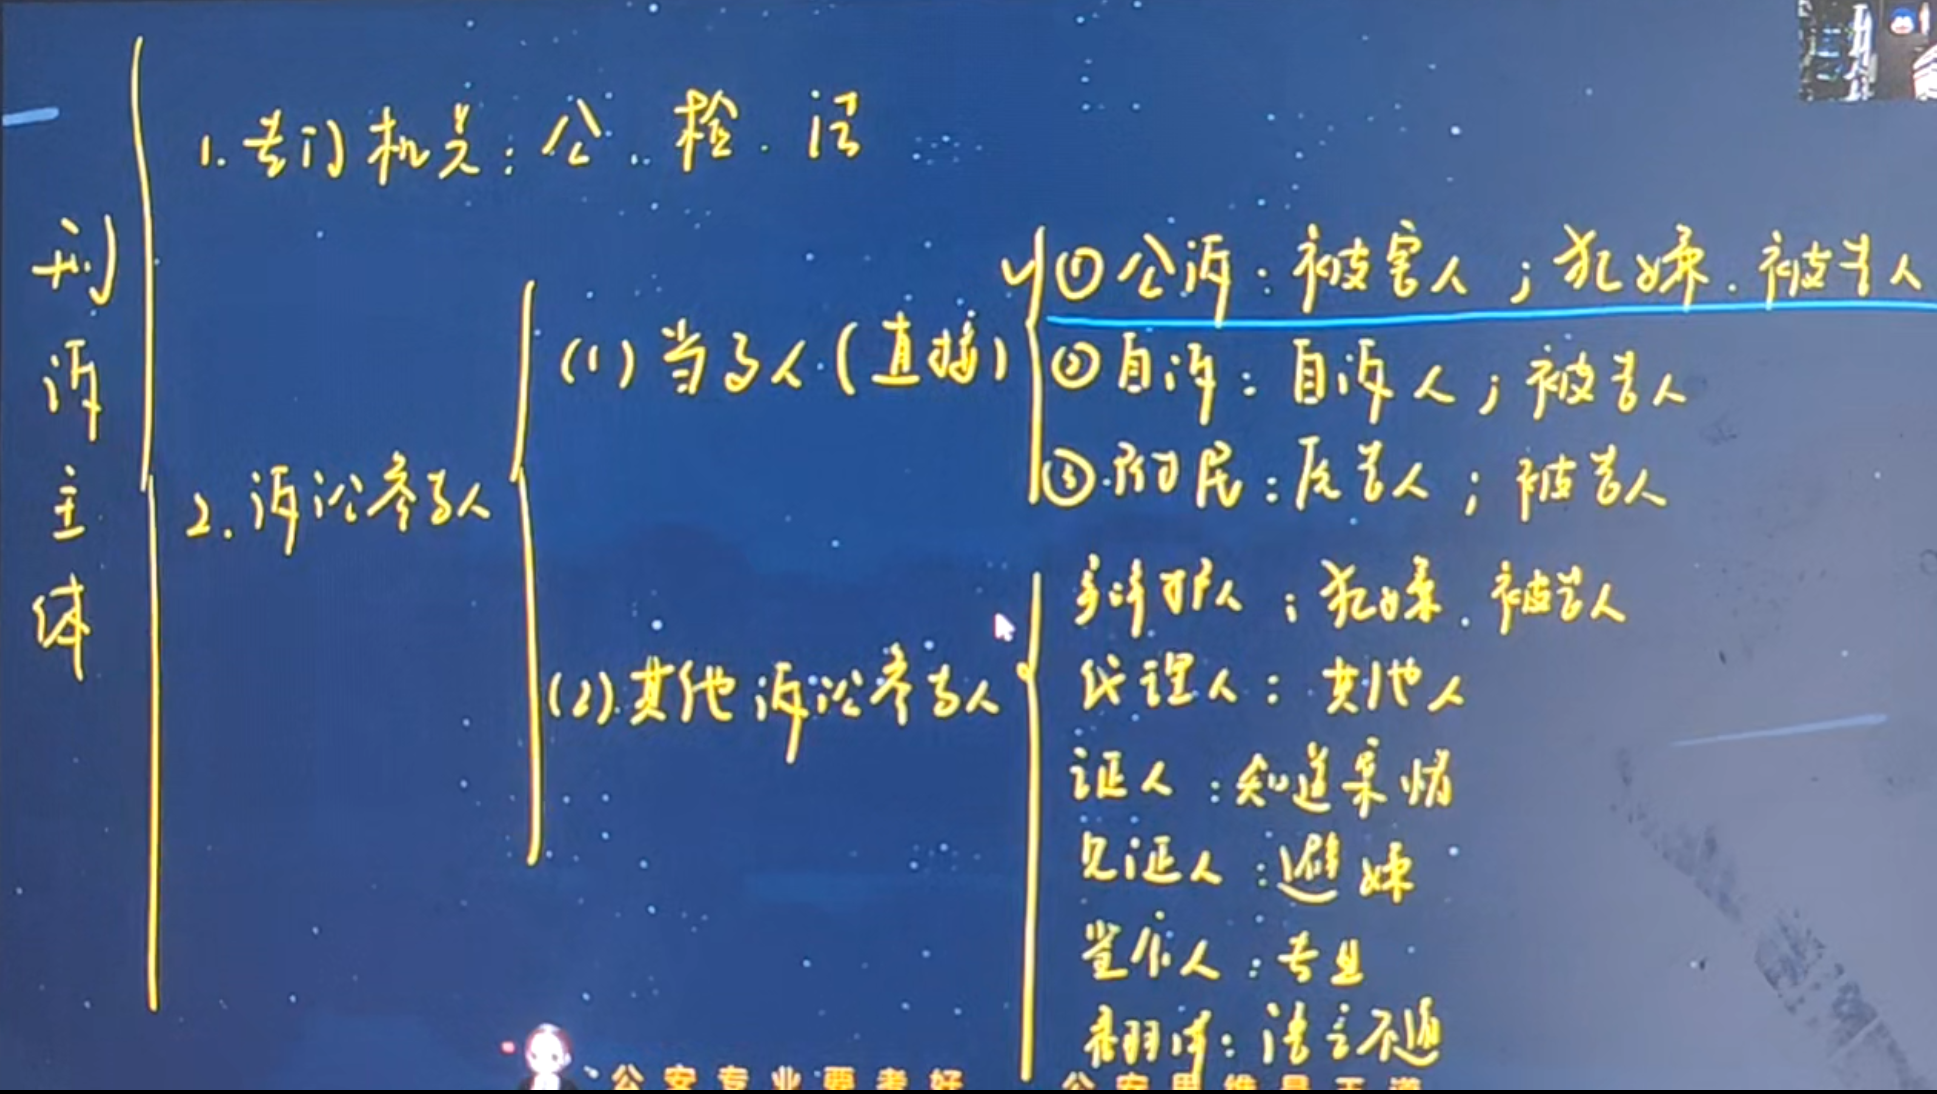 刑诉主体
1.专门机关:公.检.法
2.诉讼参与人
(1)当事人(直接)
①公诉:被害人;犯嫌.被告人
②自诉:自诉人;被告人
③附民:原告人;被告人
(2)其他诉讼参与人
辩护人:犯嫌.被告人
代理人:其他人
证人:知道案情
见证人:避嫌
鉴定人:专业
翻译:语言不通
公安专业要考好 公安思维是王道